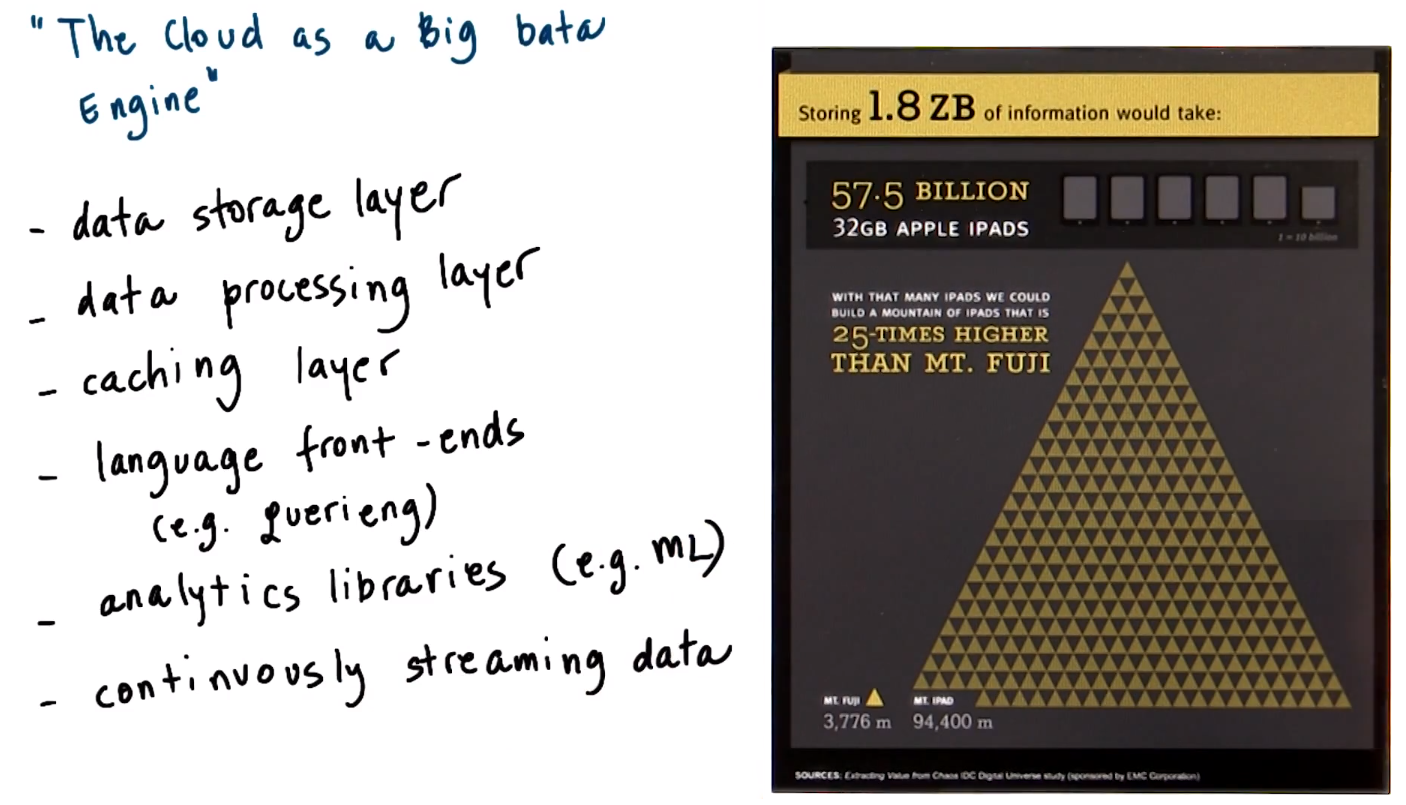 "The Cloud as a Big bata
Engine"
- data storage layer
- data processing layer
- caching layer
- language front-ends
(e.g. querieng)
- analytics libraries (e.g. ML)
- continuously streaming data
Storing 1.8 ZB of information would take:
57.5 BILLION
32GB APPLE IPADS
1 = 10 billion
WITH THAT MANY IPADS WE COULD
BUILD A MOUNTAIN OF IPADS THAT IS
25-TIMES HIGHER
THAN MT. FUJI
MT. FUJI MT. IPAD
3,776 m 94,400 m
SOURCES: Extracting Value from Chaos IDC Digital Universe study (sponsored by EMC Corporation)